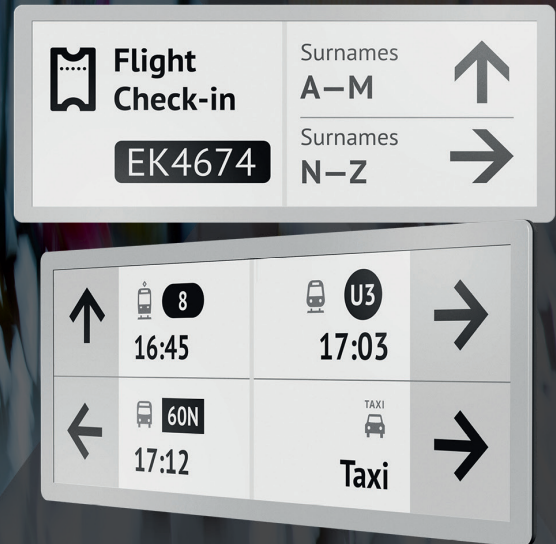 Flight
Check-in
EK4674
Surnames
A—M
Surnames
N—Z
8
16:45
U3
17:03
60N
17:12
TAXI
Taxi